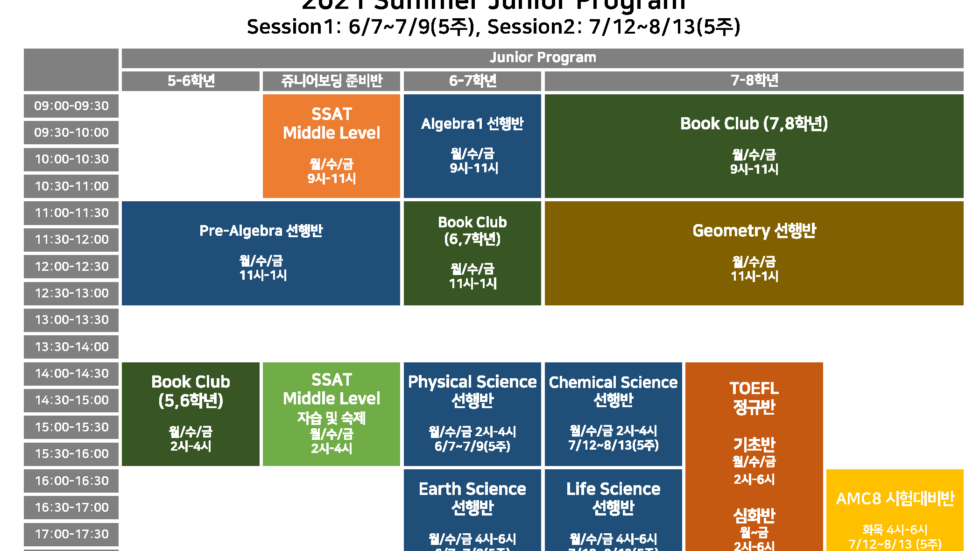 2021 Summer Junior Program
Session1: 6/7~7/9(5주), Session2: 7/12~8/13(5주)
Junior Program
5-6학년
쥬니어보딩 준비반
6-7학년
7-8학년
09:00-09:30
09:30-10:00
10:00-10:30
10:30-11:00
SSAT
Middle Level
월/수/금
9시-11시
Algebra1 선행반
월/수/금
9시-11시
Book Club (7,8학년)
월/수/금
9시-11시
11:00-11:30
11:30-12:00
12:00-12:30
12:30-13:00
Pre-Algebra 선행반
월/수/금
11시-1시
Book Club
(6,7학년)
월/수/금
11시-1시
Geometry 선행반
월/수/금
11시-1시
13:00-13:30
13:30-14:00
14:00-14:30
14:30-15:00
15:00-15:30
15:30-16:00
Book Club
(5,6학년)
월/수/금
2시-4시
SSAT
Middle Level
자습 및 숙제
월/수/금
2시-4시
Physical Science
선행반
월/수/금 2시-4시
6/7~7/9(5주)
Chemical Science
선행반
월/수/금 2시-4시
7/12~8/13(5주)
TOEFL
정규반
기초반
월/수/금
2시-6시
심화반
월~금
2시-6시
16:00-16:30
16:30-17:00
17:00-17:30
Earth Science
선행반
월/수/금 4시-6시
6/7~7/9(5주)
Life Science
선행반
월/수/금 4시-6시
7/12~8/13(5주)
AMC8 시험대비반
화목 4시-6시
7/12~8/13 (5주)